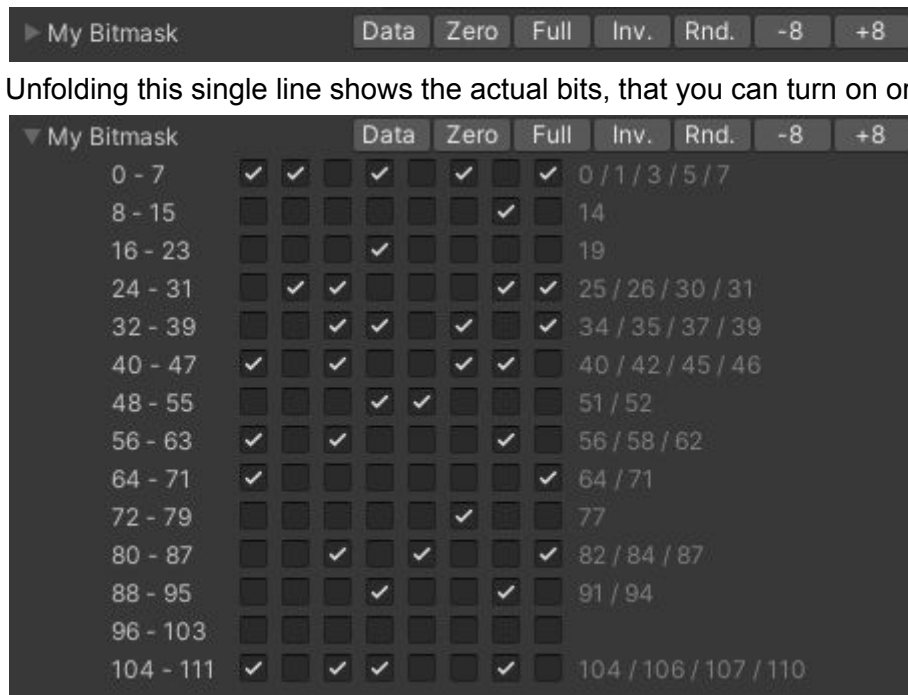 My Bitmask Data Zero Full Inv. Rnd. -8 +8
Unfolding this single line shows the actual bits, that you can turn on or
My Bitmask Data Zero Full Inv. Rnd. -8 +8
0 - 7 0 / 1 / 3 / 5 / 7
8 - 15 14
16 - 23 19
24 - 31 25 / 26 / 30 / 31
32 - 39 34 / 35 / 37 / 39
40 - 47 40 / 42 / 45 / 46
48 - 55 51 / 52
56 - 63 56 / 58 / 62
64 - 71 64 / 71
72 - 79 77
80 - 87 82 / 84 / 87
88 - 95 91 / 94
96 - 103
104 - 111 104 / 106 / 107 / 110